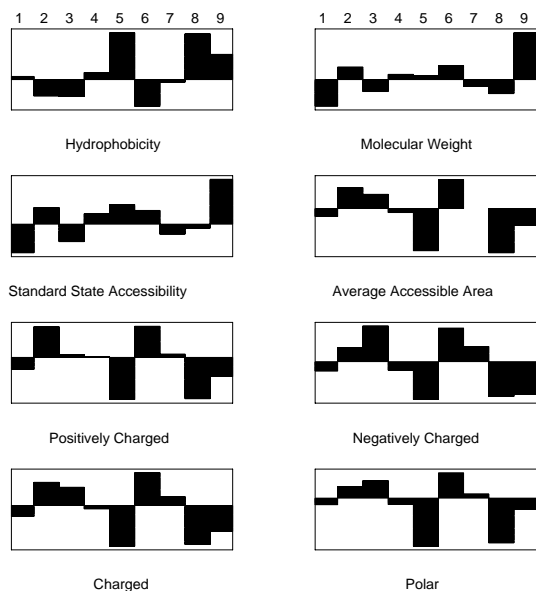 1 2 3 4 5 6 7 8 9 1 2 3 4 5 6 7 8 9
Hydrophobicity Molecular Weight
Standard State Accessibility Average Accessible Area
Positively Charged Negatively Charged
Charged Polar